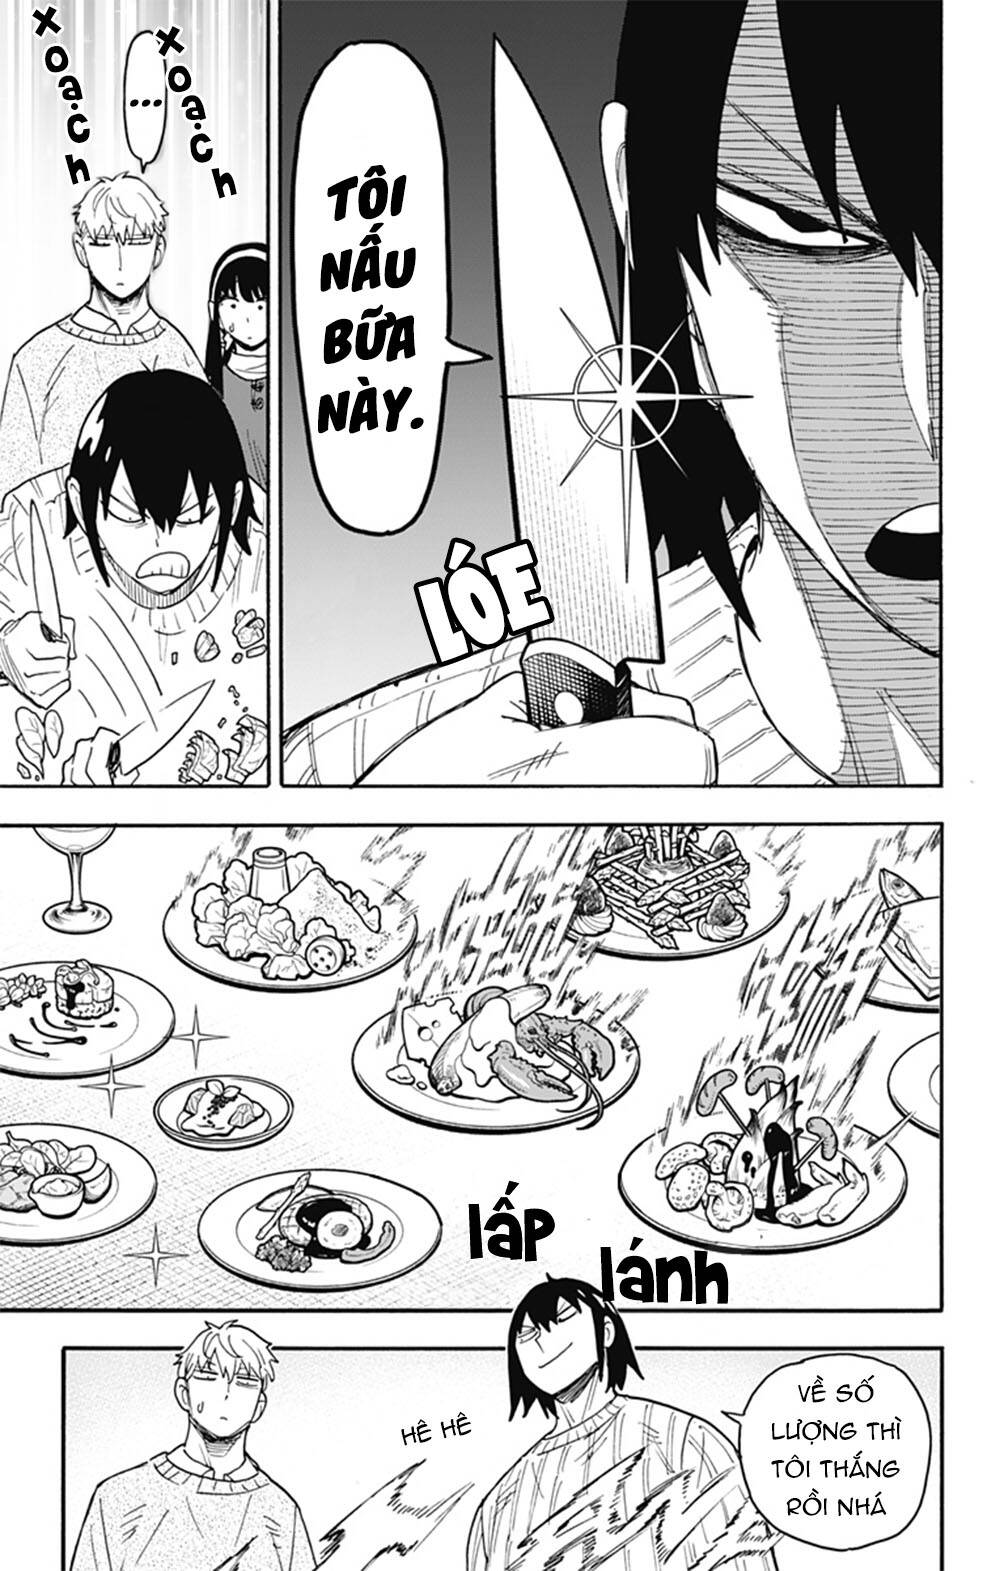 TÔI
NẤU
BỮA
NÀY.
LÓE
...
xoạch
xoạch
lấp
lánh
VỀ SỐ
LƯỢNG THÌ
TÔI THẮNG
RỒI NHÁ
HÊ HÊ